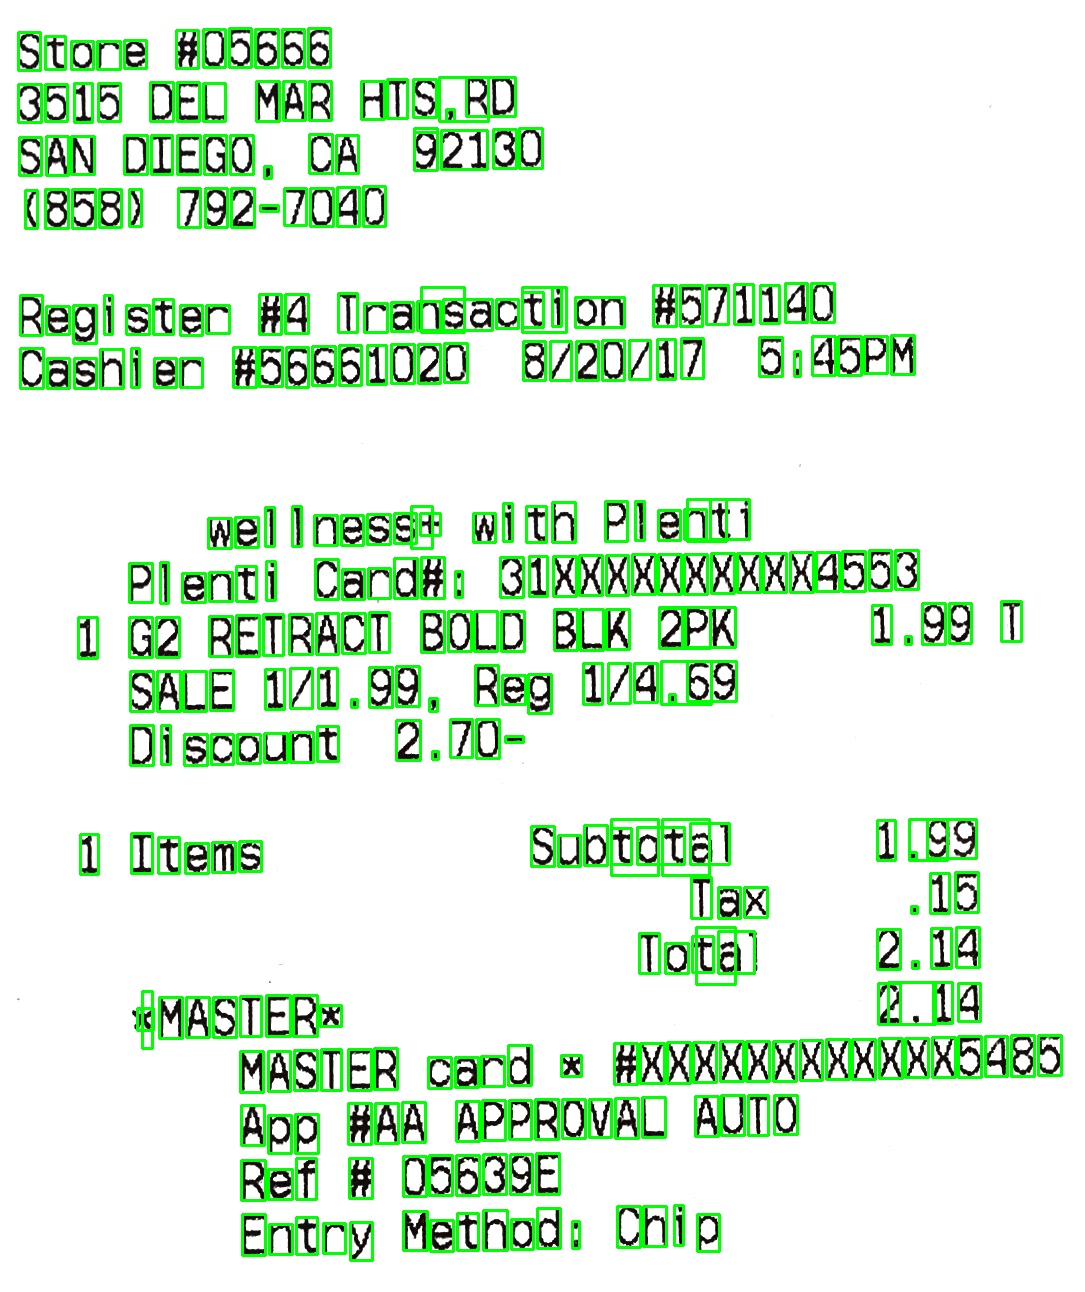 Store #05666
3515 DEL MAR HTS,RD
SAN DIEGO, CA  92130
(858) 792-7040
Register #4 Transaction #571140
Cashier #56661020  8/20/17  5:45PM
wellness+ with Plenti
Plenti Card#: 31XXXXXXXXXX4553
1 G2 RETRACT BOLD BLK 2PK 1.99 T
SALE 1/1.99, Reg 1/4.69
Discount  2.70-
1 Items Subtotal 1.99
Tax .15
Total 2.14
*MASTER* 2.14
MASTER card * #XXXXXXXXXXXX5485
App #AA APPROVAL AUTO
Ref # 05639E
Entry Method: Chip